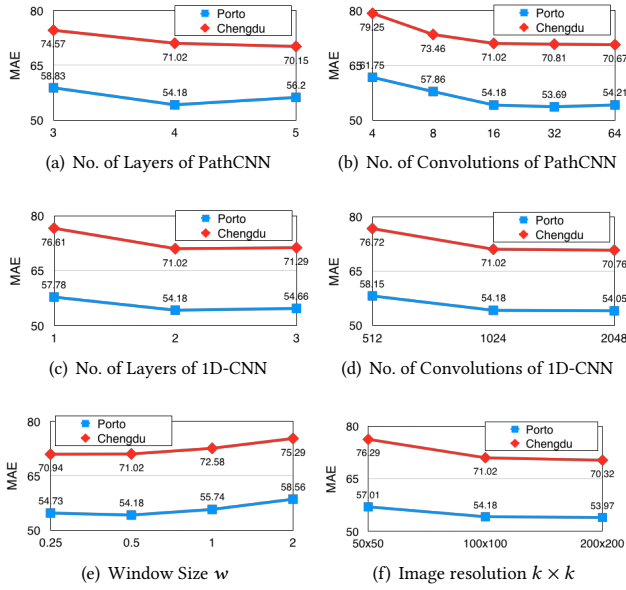 80
Porto
Chengdu
74.57
71.02
70.15
MAE
65
58.83
54.18
56.2
50
3
4
5
(a) No. of Layers of PathCNN
80
Porto
Chengdu
79.25
73.46
71.02
70.81
70.67
MAE
65
61.75
57.86
54.18
53.69
54.21
50
4
8
16
32
64
(b) No. of Convolutions of PathCNN
80
Porto
Chengdu
76.61
71.02
71.29
MAE
65
57.78
54.18
54.66
50
1
2
3
(c) No. of Layers of 1D-CNN
80
Porto
Chengdu
76.72
71.02
70.76
MAE
65
58.15
54.18
54.05
50
512
1024
2048
(d) No. of Convolutions of 1D-CNN
80
Porto
Chengdu
70.94
71.02
72.58
75.29
MAE
65
54.73
54.18
55.74
58.56
50
0.25
0.5
1
2
(e) Window Size w
80
Porto
Chengdu
76.29
71.02
70.32
MAE
65
57.01
54.18
53.97
50
50x50
100x100
200x200
(f) Image resolution k × k